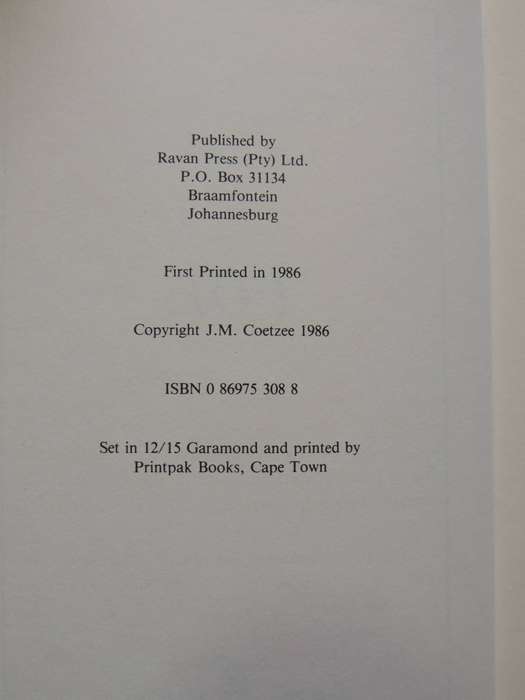 Published by
Ravan Press (Pty) Ltd.
P.O. Box 31134
Braamfontein
Johannesburg
First Printed in 1986
Copyright J.M. Coetzee 1986
ISBN 0 86975 308 8
Set in 12/15 Garamond and printed by
Printpak Books, Cape Town